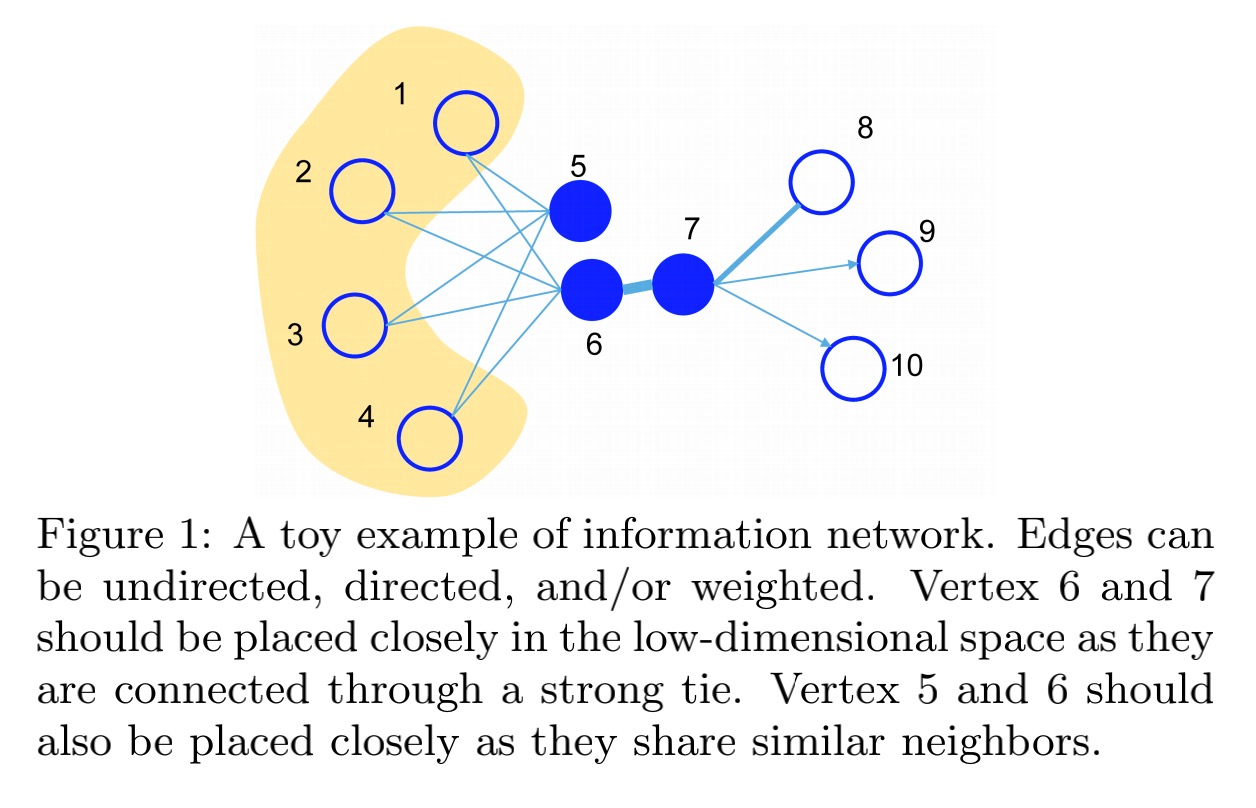 1
2
3
4
5
6
7
8
9
10
Figure 1: A toy example of information network. Edges can
be undirected, directed, and/or weighted. Vertex 6 and 7
should be placed closely in the low-dimensional space as they
are connected through a strong tie. Vertex 5 and 6 should
also be placed closely as they share similar neighbors.